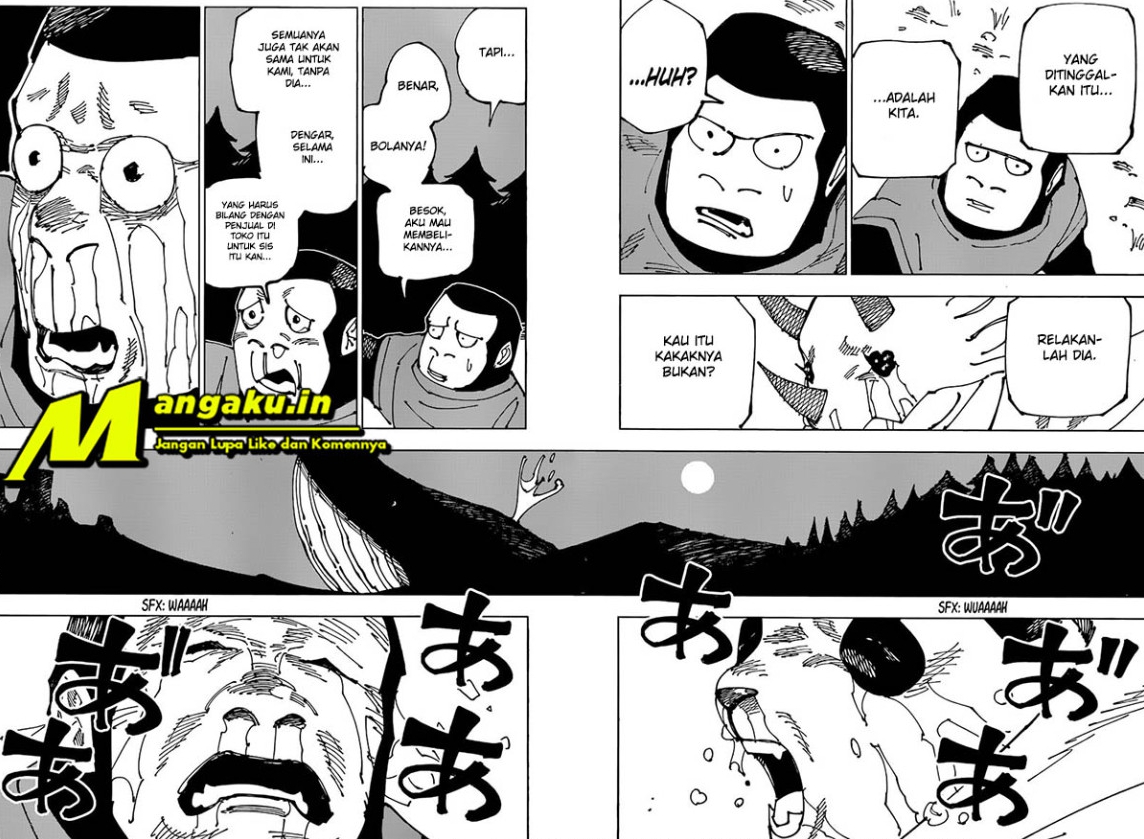 YANG
DITINGGAL-
KAN ITU...
...ADALAH
KITA.
...HUH?
RELAKAN-
LAH DIA.
KAU ITU
KAKAKNYA
BUKAN?
TAPI...
BENAR,
BOLANYA!
BESOK,
AKU MAU
MEMBELI-
KANNYA...
SEMUANYA
JUGA TAK AKAN
SAMA UNTUK
KAMI, TANPA
DIA...
DENGAR,
SELAMA
INI...
YANG HARUS
BILANG DENGAN
PENJUAL DI
TOKO ITU
UNTUK SIS
ITU KAN...
Mangaku.in
Jangan Lupa Like dan Komennya
あ゛
SFX: WUAAAAH
SFX: WAAAAH
あ゛
あ
あ
あ
あ
あ゛
あ